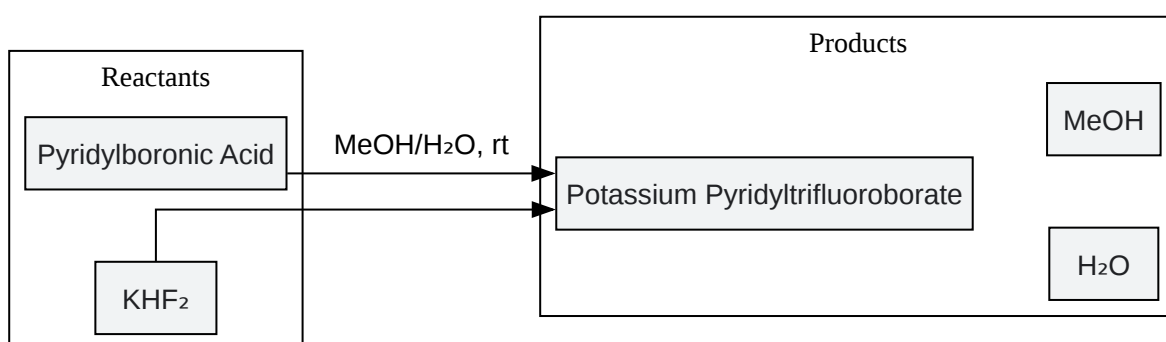 Reactants
Pyridylboronic Acid
KHF₂
MeOH/H₂O, rt
Products
Potassium Pyridyltrifluoroborate
MeOH
H₂O